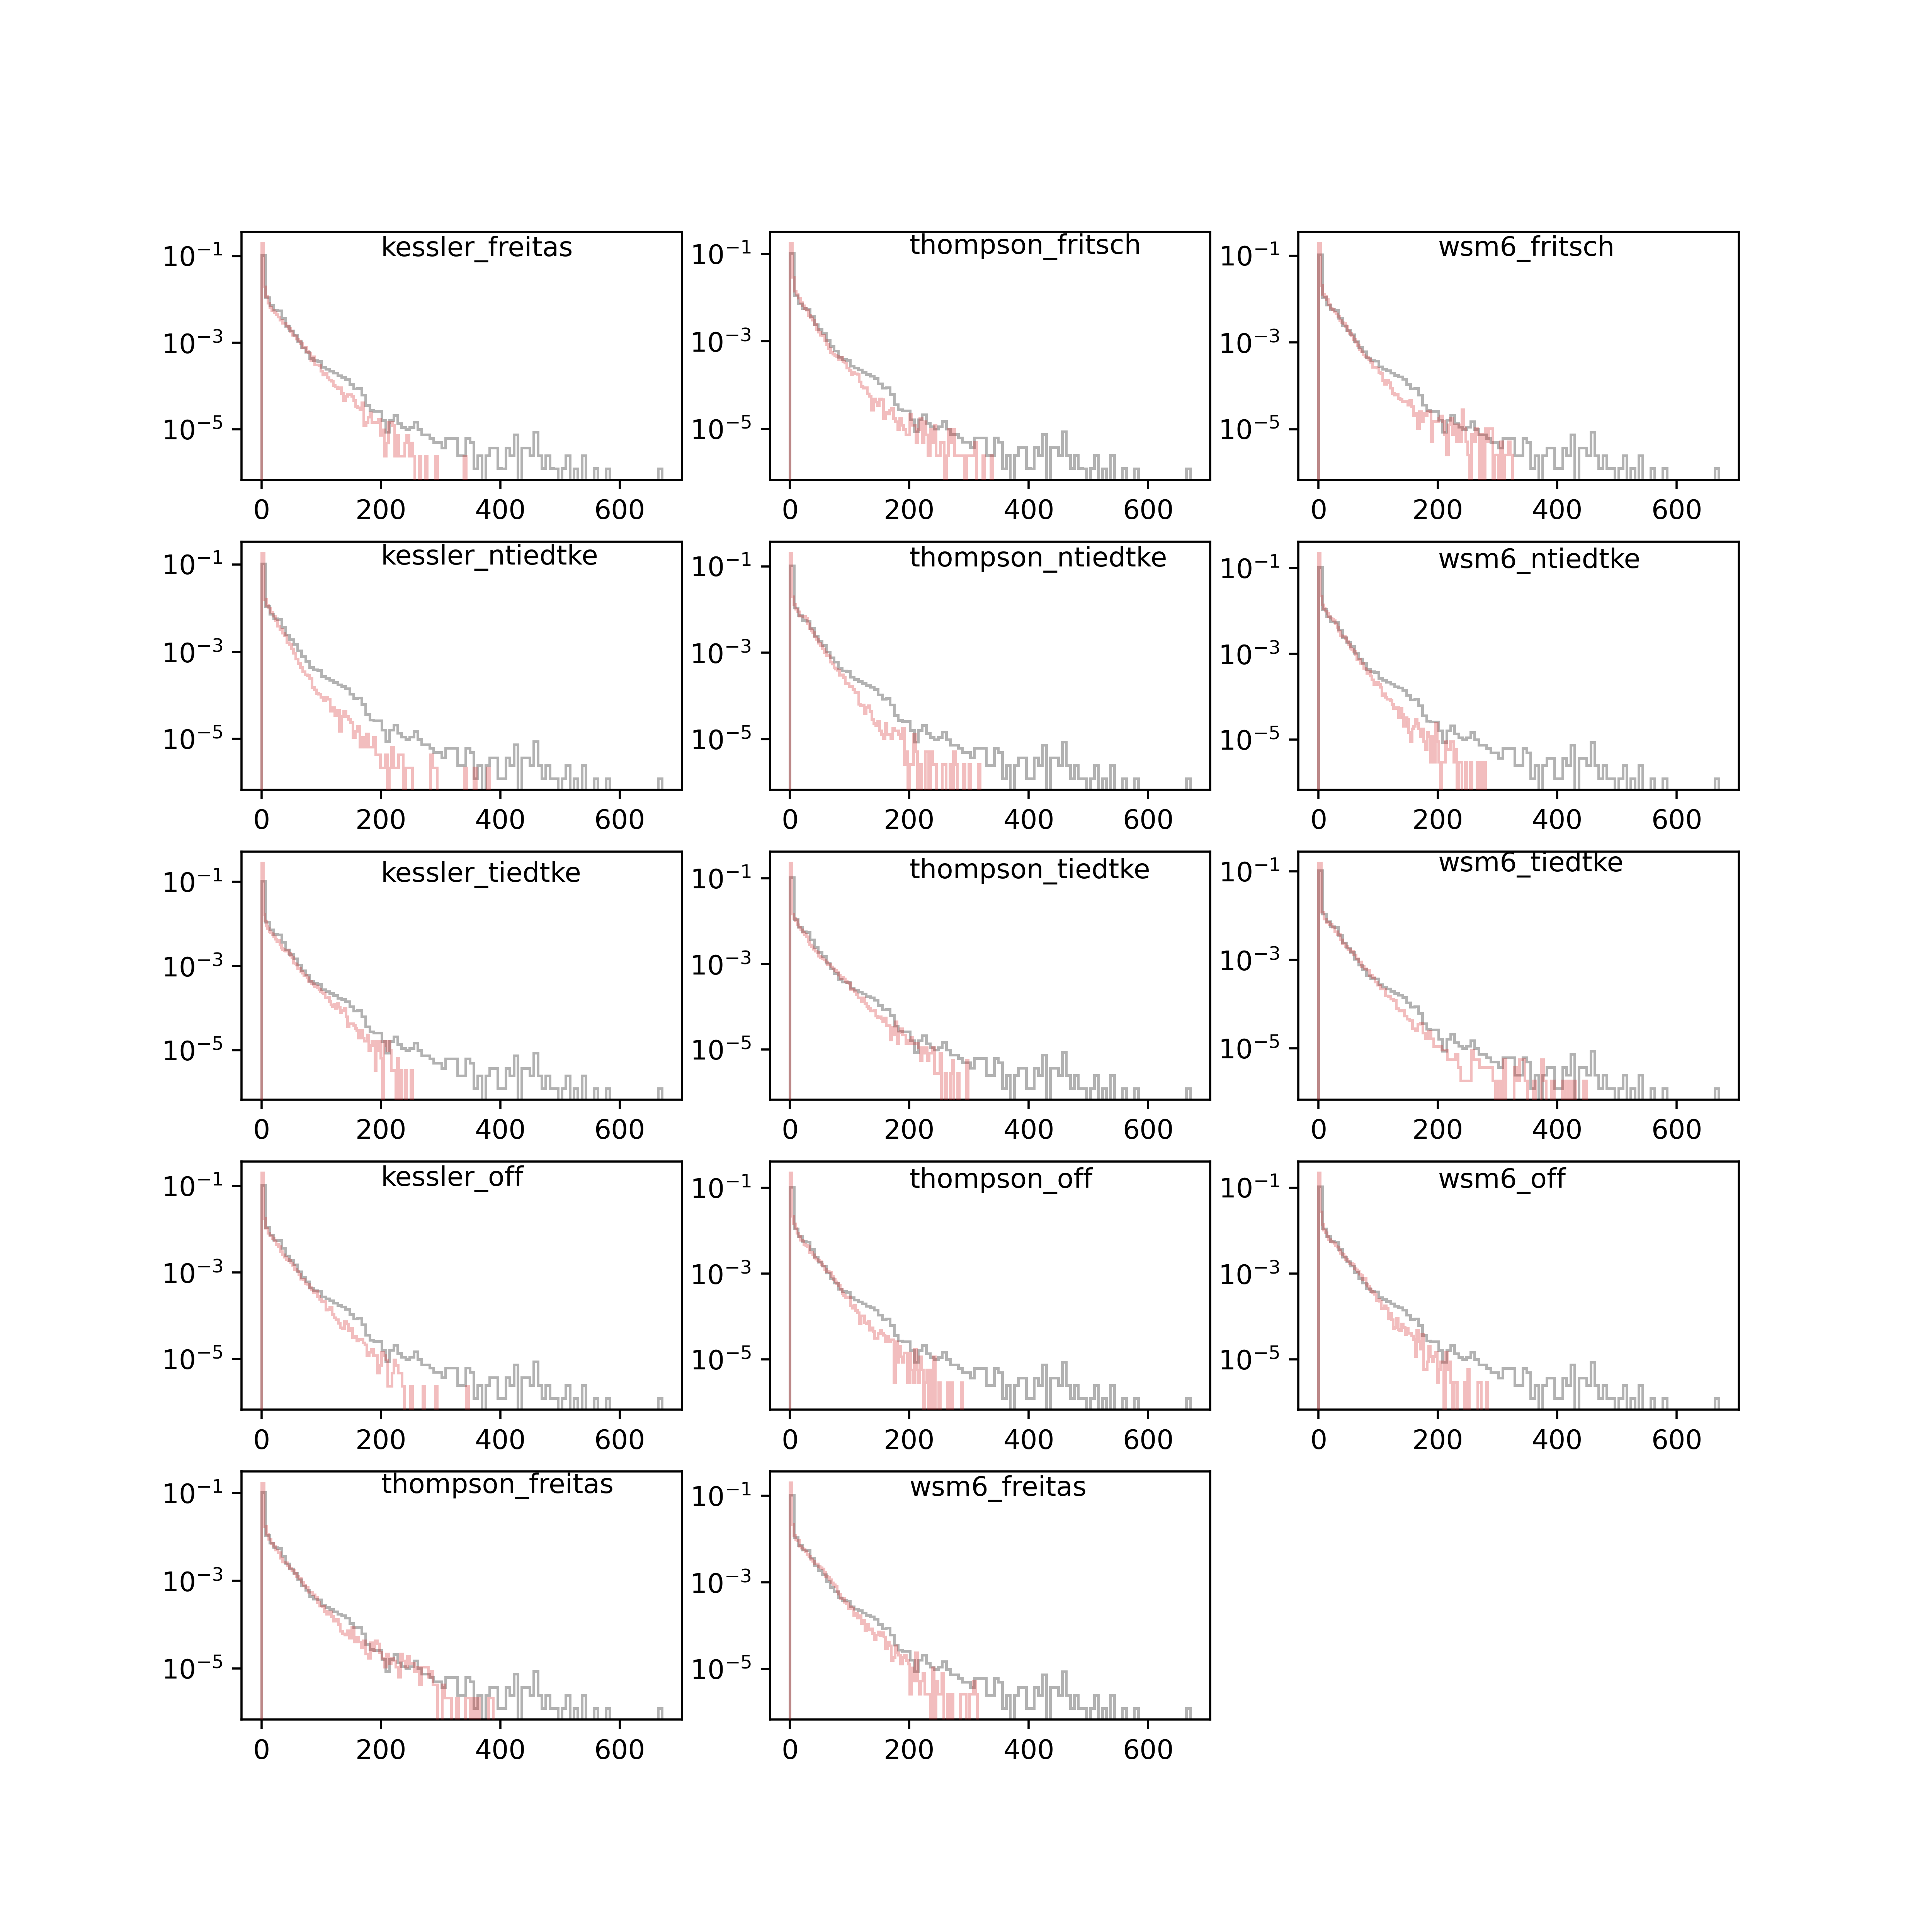 kessler_freitas
10⁻¹
10⁻³
10⁻⁵
0 200 400 600
thompson_fritsch
10⁻¹
10⁻³
10⁻⁵
0 200 400 600
wsm6_fritsch
10⁻¹
10⁻³
10⁻⁵
0 200 400 600
kessler_ntiedtke
10⁻¹
10⁻³
10⁻⁵
0 200 400 600
thompson_ntiedtke
10⁻¹
10⁻³
10⁻⁵
0 200 400 600
wsm6_ntiedtke
10⁻¹
10⁻³
10⁻⁵
0 200 400 600
kessler_tiedtke
10⁻¹
10⁻³
10⁻⁵
0 200 400 600
thompson_tiedtke
10⁻¹
10⁻³
10⁻⁵
0 200 400 600
wsm6_tiedtke
10⁻¹
10⁻³
10⁻⁵
0 200 400 600
kessler_off
10⁻¹
10⁻³
10⁻⁵
0 200 400 600
thompson_off
10⁻¹
10⁻³
10⁻⁵
0 200 400 600
wsm6_off
10⁻¹
10⁻³
10⁻⁵
0 200 400 600
thompson_freitas
10⁻¹
10⁻³
10⁻⁵
0 200 400 600
wsm6_freitas
10⁻¹
10⁻³
10⁻⁵
0 200 400 600